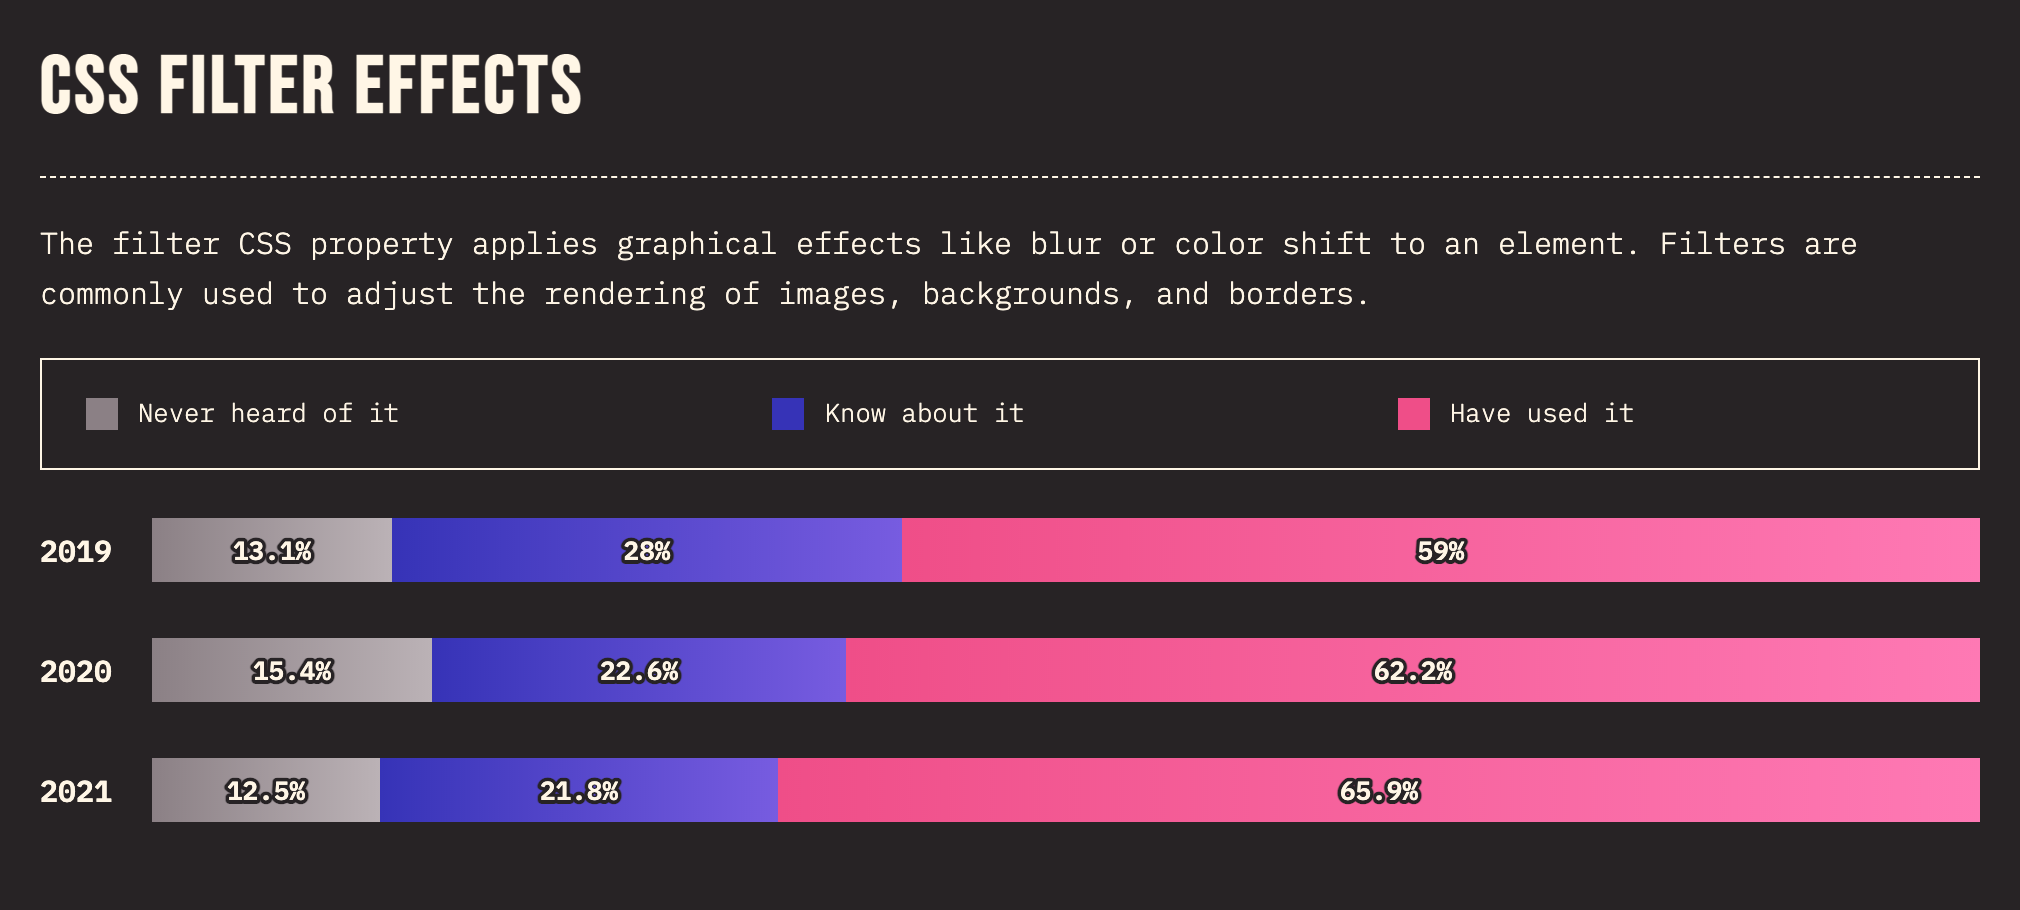 CSS FILTER EFFECTS
The filter CSS property applies graphical effects like blur or color shift to an element. Filters are
commonly used to adjust the rendering of images, backgrounds, and borders.
Never heard of it Know about it Have used it
2019 13.1% 28% 59%
2020 15.4% 22.6% 62.2%
2021 12.5% 21.8% 65.9%